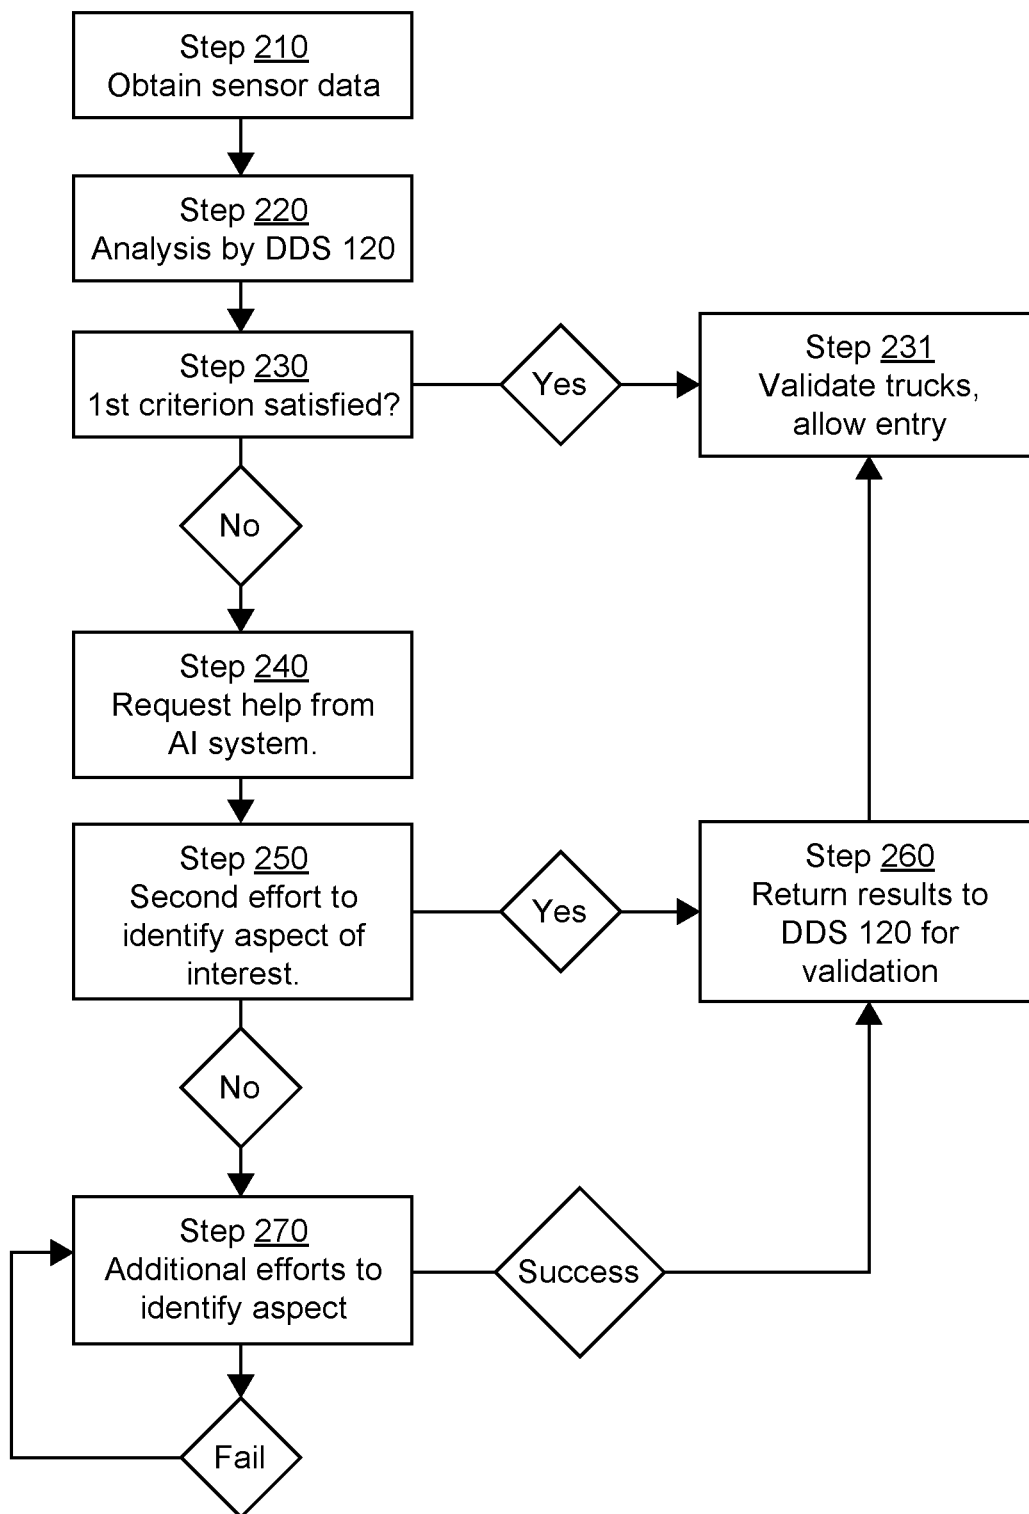 Step 210
Obtain sensor data
Step 220
Analysis by DDS 120
Step 230
1st criterion satisfied?
Yes
Step 231
Validate trucks,
allow entry
No
Step 240
Request help from
AI system.
Step 250
Second effort to
identify aspect of
interest.
Yes
Step 260
Return results to
DDS 120 for
validation
No
Step 270
Additional efforts to
identify aspect
Success
Fail